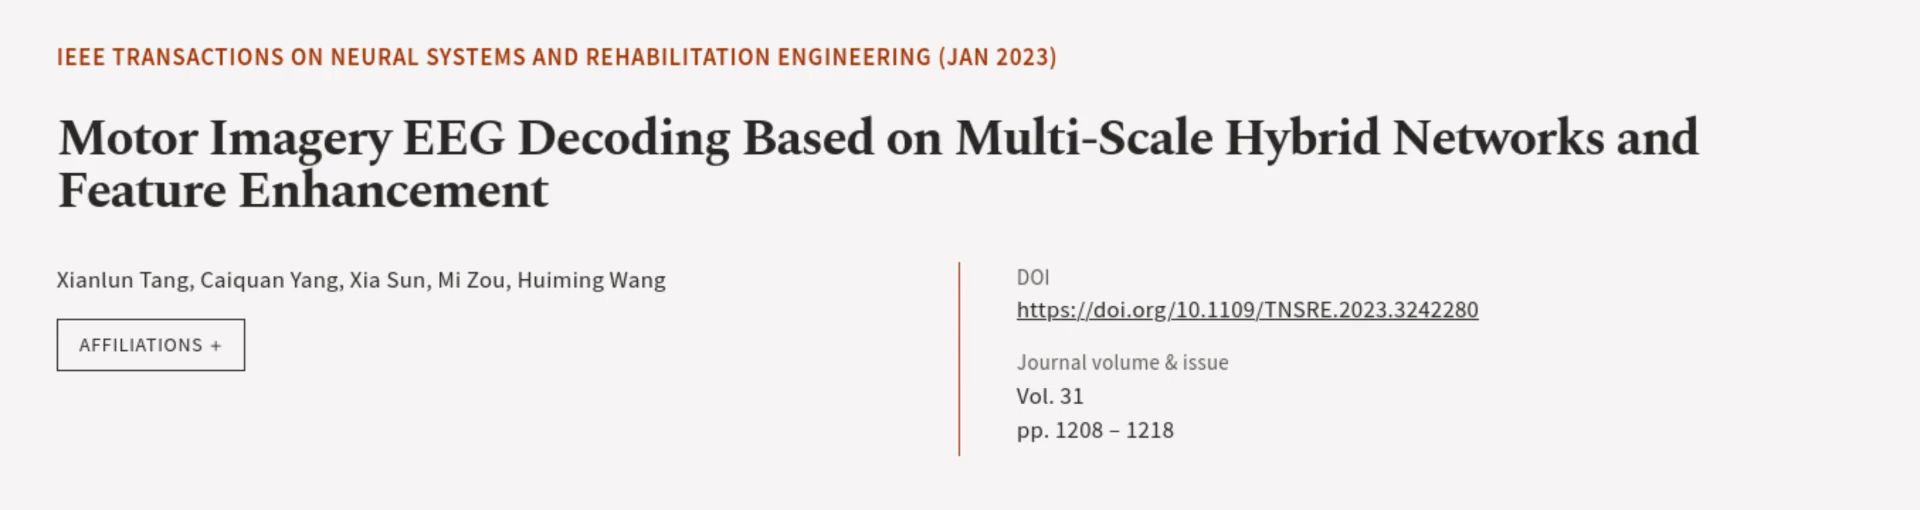 IEEE TRANSACTIONS ON NEURAL SYSTEMS AND REHABILITATION ENGINEERING (JAN 2023)
Motor Imagery EEG Decoding Based on Multi-Scale Hybrid Networks and
Feature Enhancement
Xianlun Tang, Caiquan Yang, Xia Sun, Mi Zou, Huiming Wang
AFFILIATIONS +
DOI
https://doi.org/10.1109/TNSRE.2023.3242280
Journal volume & issue
Vol. 31
pp. 1208 – 1218